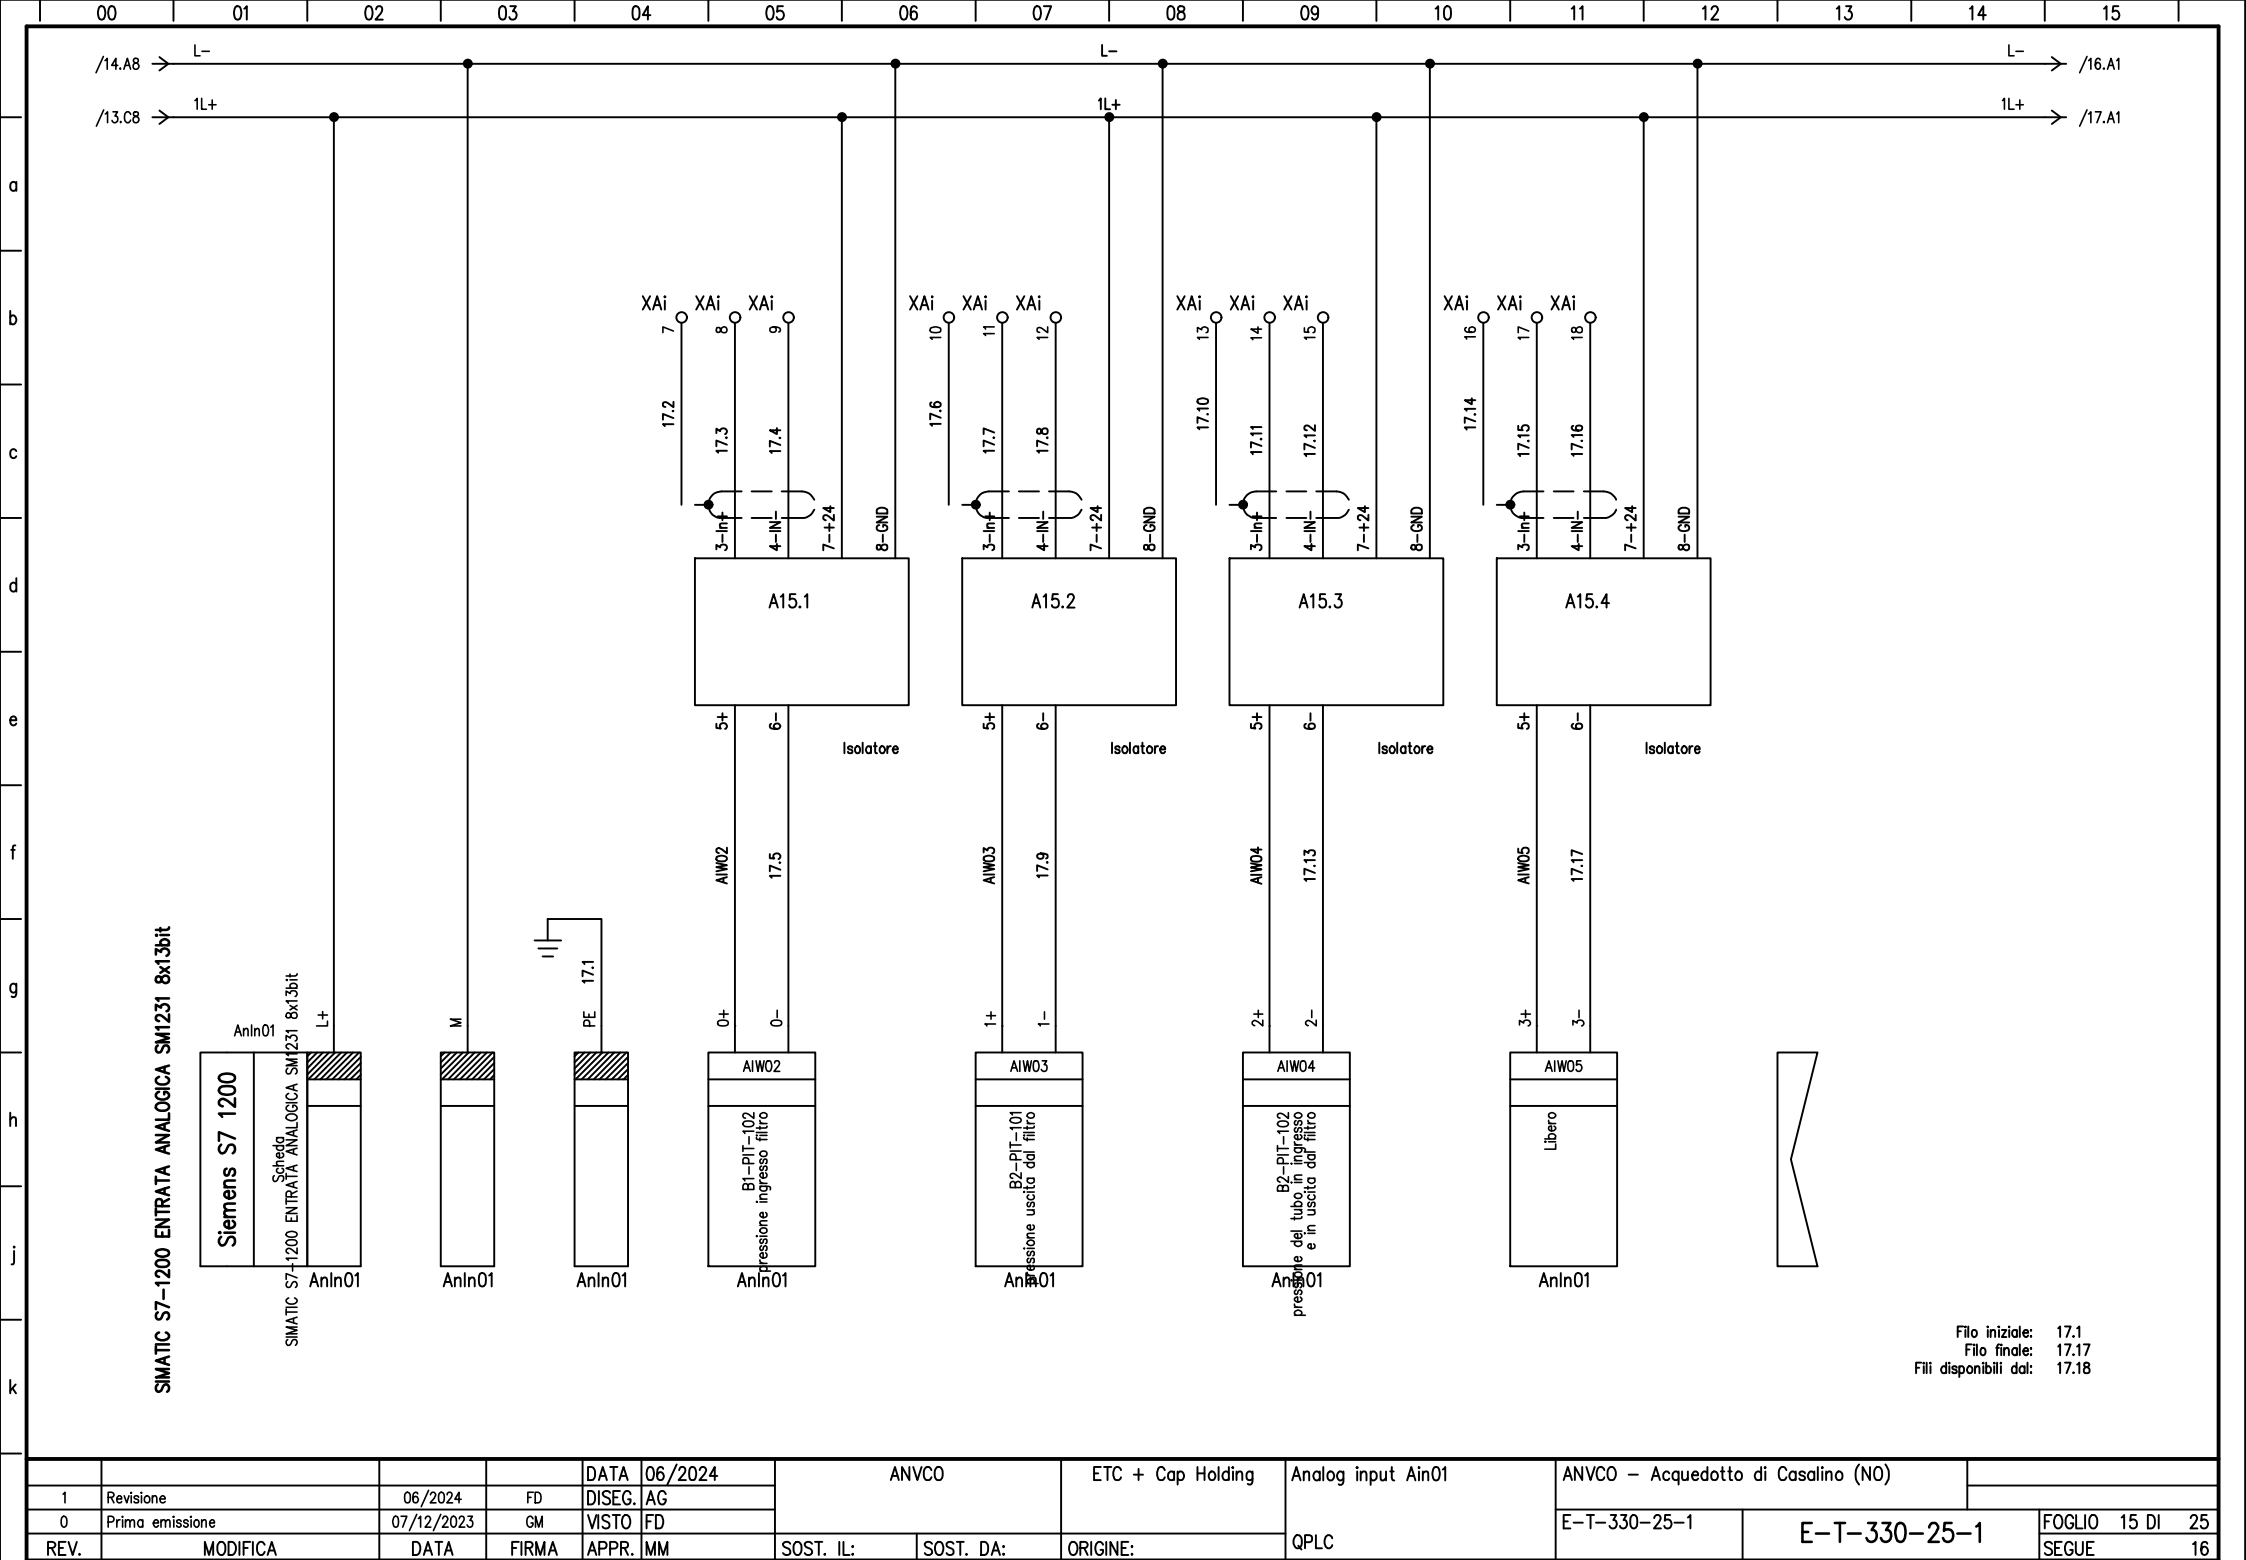 00 01 02 03 04 05 06 07 08 09 10 11 12 13 14 15
L- L- L-
/14.A8 /16.A1
1L+ 1L+ 1L+
/13.C8 /17.A1
a
b
c
d
e
f
g
h
j
k
XAi XAi XAi XAi XAi XAi XAi XAi XAi XAi XAi XAi
7 8 9 10 11 12 13 14 15 16 17 18
17.2 17.3 17.4 17.6 17.7 17.8 17.10 17.11 17.12 17.14 17.15 17.16
3-In+ 4-IN- 7-+24 8-GND 3-In+ 4-IN- 7-+24 8-GND 3-In+ 4-IN- 7-+24 8-GND 3-In+ 4-IN- 7-+24 8-GND
A15.1 A15.2 A15.3 A15.4
5+ 6- 5+ 6- 5+ 6- 5+ 6-
Isolatore Isolatore Isolatore Isolatore
AIW02 17.5 AIW03 17.9 AIW04 17.13 AIW05 17.17
17.1
L+ M PE 0+ 0- 1+ 1- 2+ 2- 3+ 3-
SIMATIC S7-1200 ENTRATA ANALOGICA SM1231 8x13bit
AnIn01
Siemens S7 1200
Scheda
SIMATIC S7-1200 ENTRATA ANALOGICA SM1231 8x13bit
AIW02 AIW03 AIW04 AIW05
B1-PIT-102
pressione ingresso filtro
B2-PIT-101
pressione uscita dal filtro
B2-PIT-102
pressione del tubo in ingresso
e in uscita dal filtro
Libero
AnIn01 AnIn01 AnIn01 AnIn01 AnIn01 AnIn01 AnIn01
Filo iniziale: 17.1
Filo finale: 17.17
Fili disponibili dal: 17.18
DATA 06/2024 ANVCO ETC + Cap Holding Analog input Ain01 ANVCO - Acquedotto di Casalino (NO)
1 Revisione 06/2024 FD DISEG. AG
0 Prima emissione 07/12/2023 GM VISTO FD E-T-330-25-1 E-T-330-25-1 FOGLIO 15 DI 25
REV. MODIFICA DATA FIRMA APPR. MM SOST. IL: SOST. DA: ORIGINE: QPLC SEGUE 16